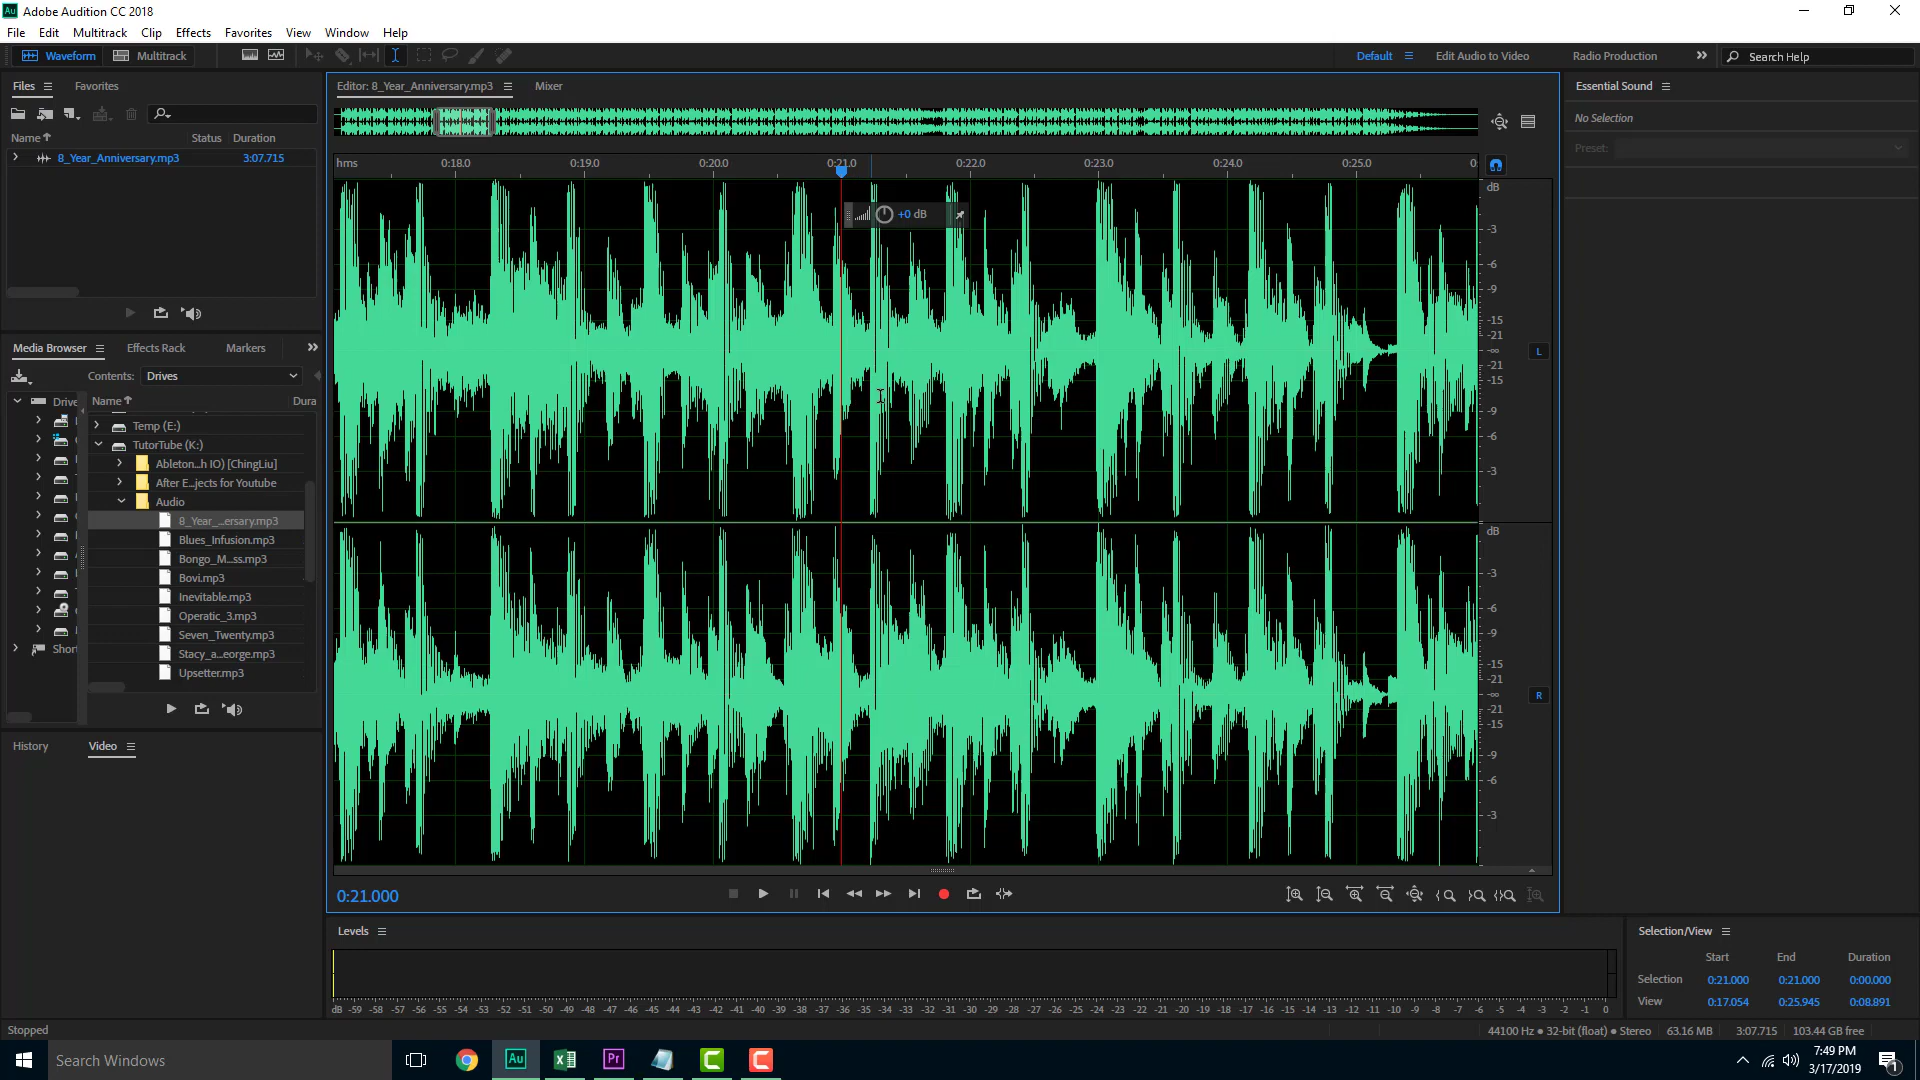 Au Adobe Audition CC 2018
File Edit Multitrack Clip Effects Favorites View Window Help
Waveform Multitrack Default Edit Audio to Video Radio Production Search Help
Files Favorites
Name Status Duration
8_Year_Anniversary.mp3 3:07.715
Media Browser Effects Rack Markers
Contents: Drives
Drive Name Dura
Temp (E:)
TutorTube (K:)
Ableton...h IO) [ChingLiu]
After E...jects for Youtube
Audio
8_Year_...ersary.mp3
Blues_Infusion.mp3
Bongo_M...ss.mp3
Bovi.mp3
Inevitable.mp3
Operatic_3.mp3
Seven_Twenty.mp3
Stacy_a...eorge.mp3
Shor
Upsetter.mp3
History Video
Editor: 8_Year_Anniversary.mp3 Mixer
hms 0:18.0 0:19.0 0:20.0 0:21.0 0:22.0 0:23.0 0:24.0 0:25.0 0:
+0 dB
dB
-3
-6
-9
-15
-21
-∞
-21
-15
-9
-6
-3
L
dB
-3
-6
-9
-15
-21
-∞
-21
-15
-9
-6
-3
R
0:21.000
Levels
dB -59 -58 -57 -56 -55 -54 -53 -52 -51 -50 -49 -48 -47 -46 -45 -44 -43 -42 -41 -40 -39 -38 -37 -36 -35 -34 -33 -32 -31 -30 -29 -28 -27 -26 -25 -24 -23 -22 -21 -20 -19 -18 -17 -16 -15 -14 -13 -12 -11 -10 -9 -8 -7 -6 -5 -4 -3 -2 -1 0
Essential Sound
No Selection
Preset:
Selection/View
Start End Duration
Selection 0:21.000 0:21.000 0:00.000
View 0:17.054 0:25.945 0:08.891
Stopped 44100 Hz ● 32-bit (float) ● Stereo 63.16 MB 3:07.715 103.44 GB free
Search Windows Au Pr 7:49 PM
3/17/2019 1